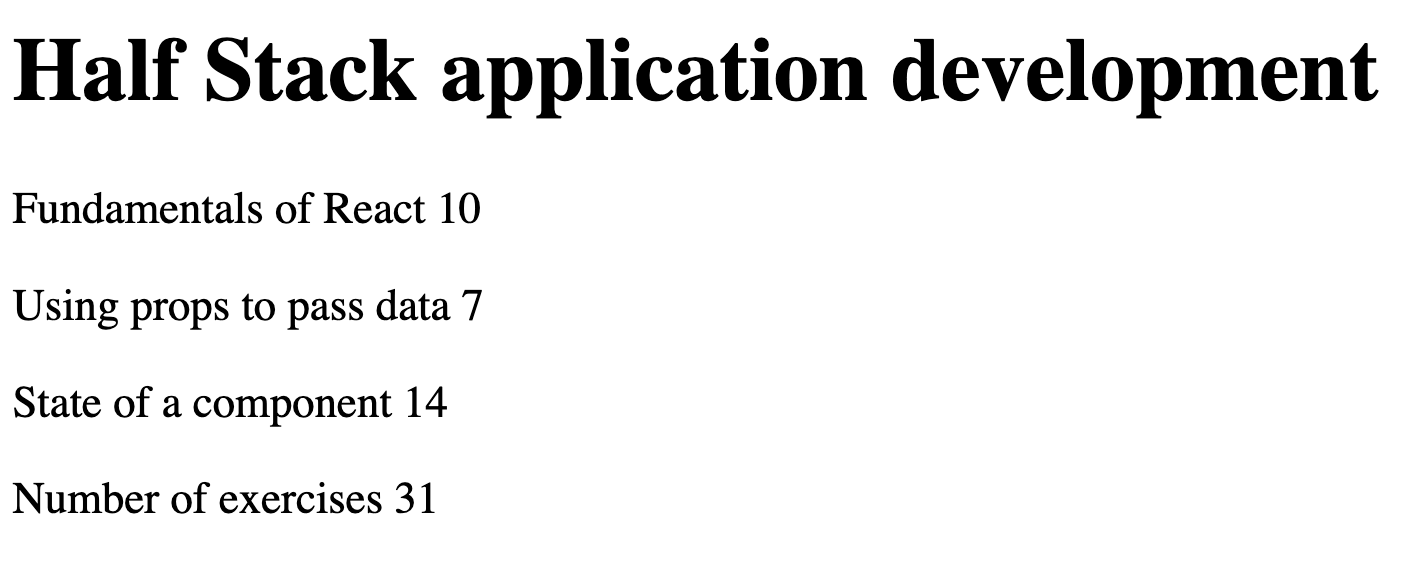 Half Stack application development
Fundamentals of React 10
Using props to pass data 7
State of a component 14
Number of exercises 31